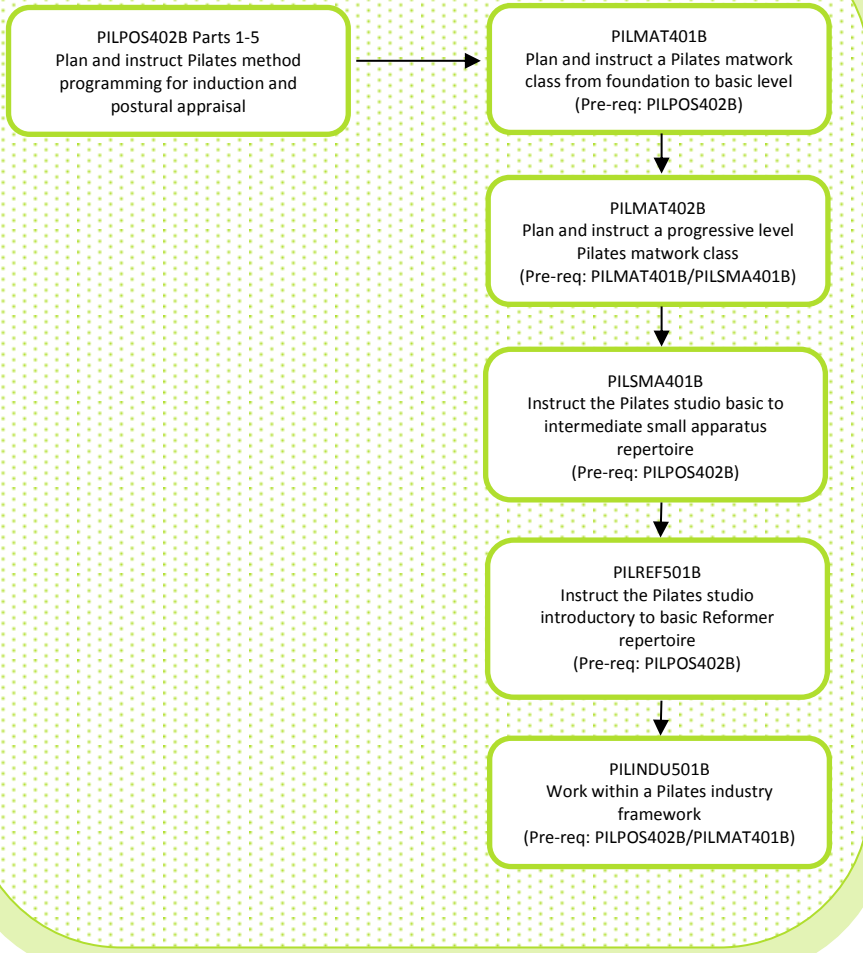 PILPOS402B Parts 1-5
Plan and instruct Pilates method
programming for induction and
postural appraisal
PILMAT401B
Plan and instruct a Pilates matwork
class from foundation to basic level
(Pre-req: PILPOS402B)
PILMAT402B
Plan and instruct a progressive level
Pilates matwork class
(Pre-req: PILMAT401B/PILSMA401B)
PILSMA401B
Instruct the Pilates studio basic to
intermediate small apparatus
repertoire
(Pre-req: PILPOS402B)
PILREF501B
Instruct the Pilates studio
introductory to basic Reformer
repertoire
(Pre-req: PILPOS402B)
PILINDU501B
Work within a Pilates industry
framework
(Pre-req: PILPOS402B/PILMAT401B)